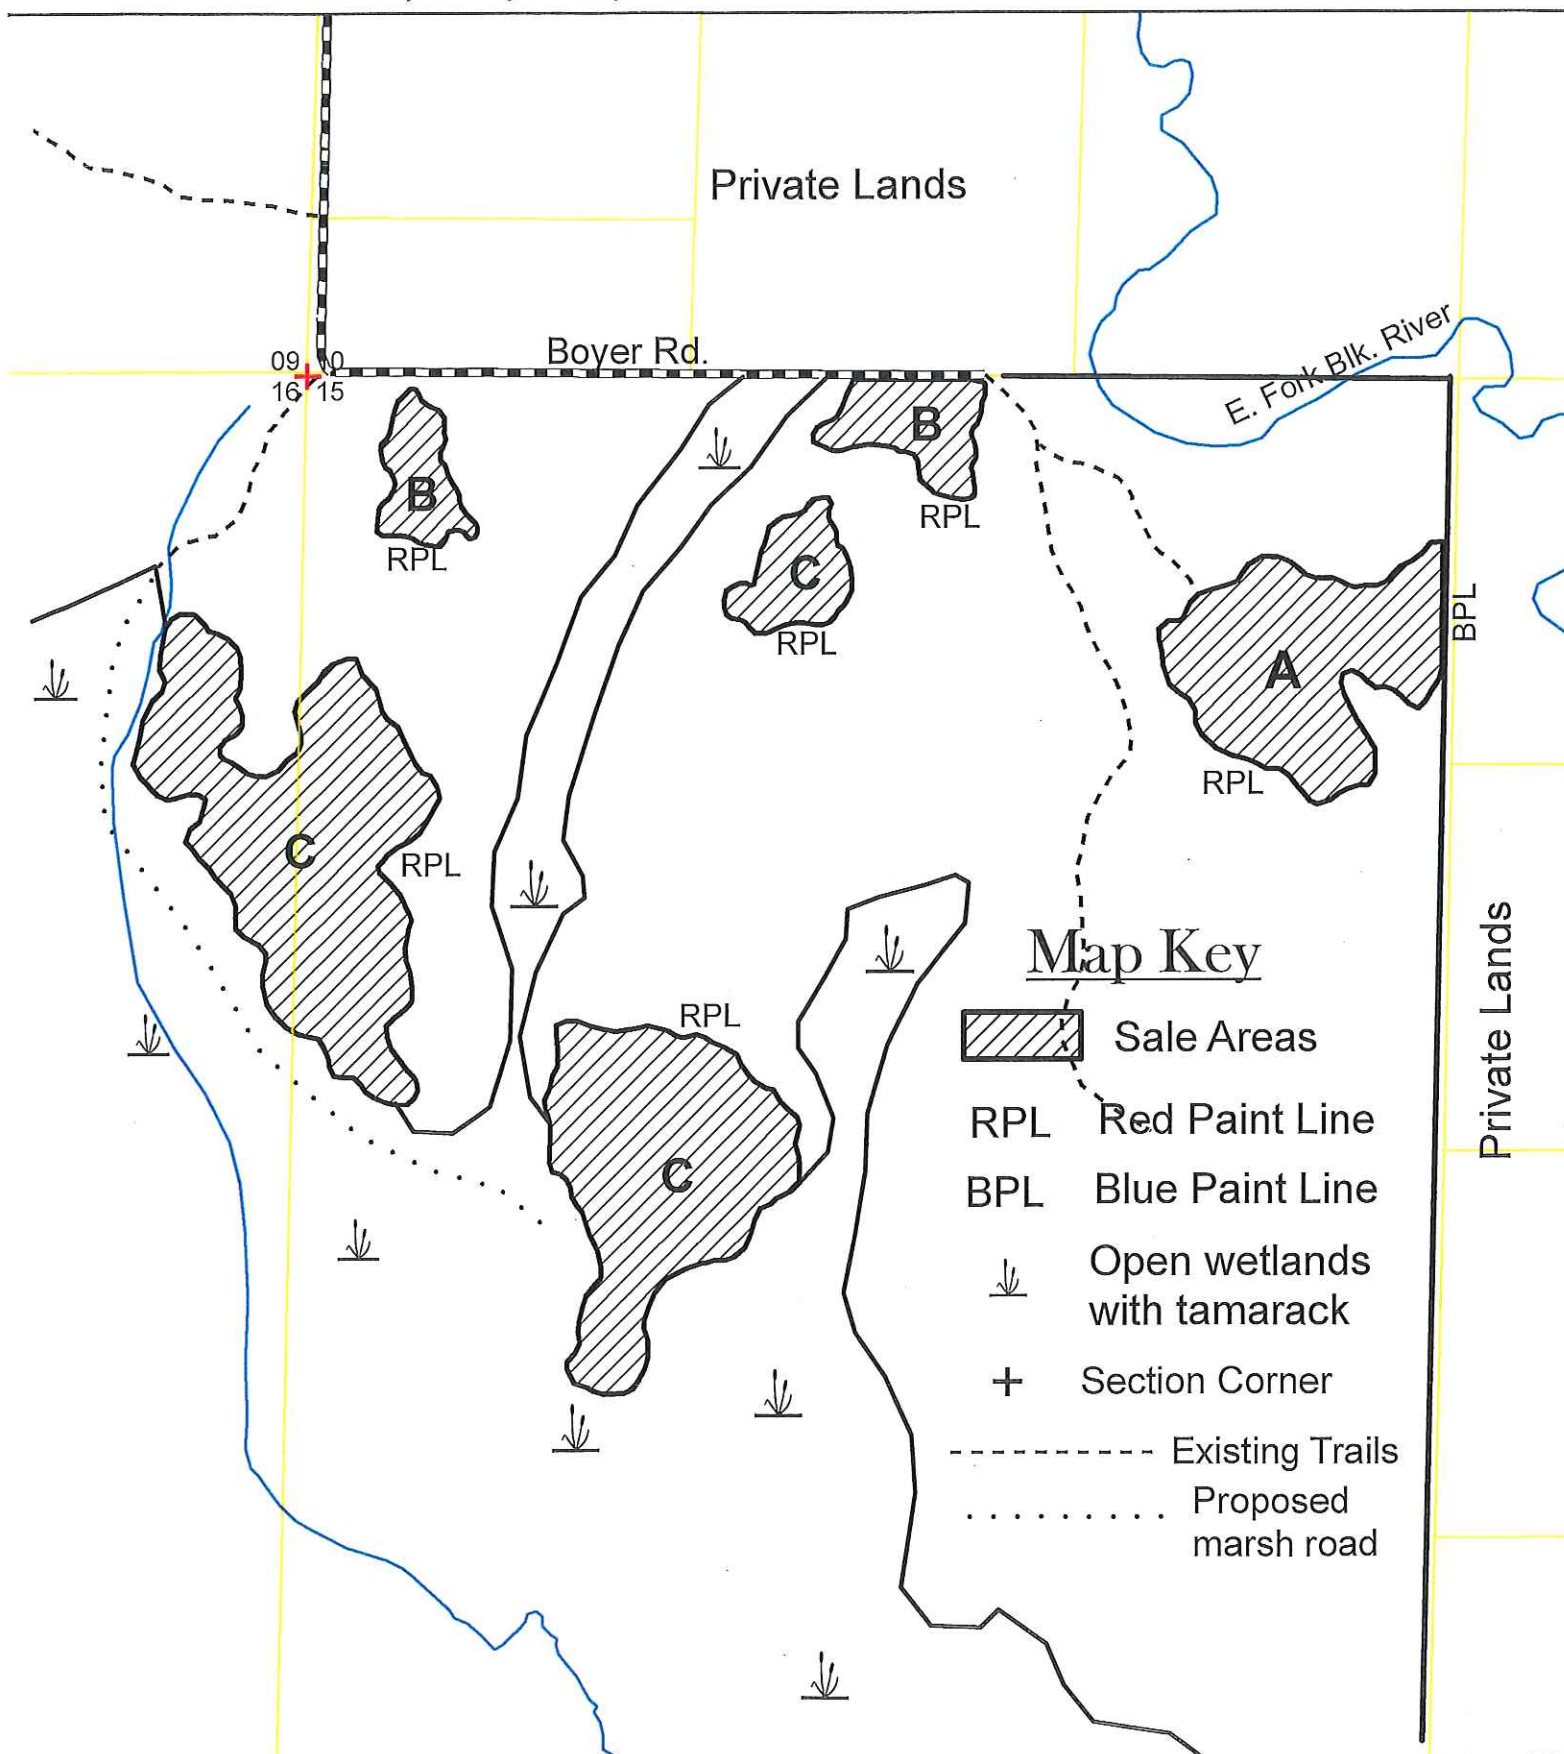 Private Lands
Boyer Rd.
E. Fork Blk. River
09 10
16 15
B
B
RPL
RPL
C
RPL
BPL
A
RPL
C
RPL
Private Lands
Map Key
RPL
Sale Areas
RPL Red Paint Line
C
BPL Blue Paint Line
Open wetlands
with tamarack
Section Corner
Existing Trails
Proposed
marsh road